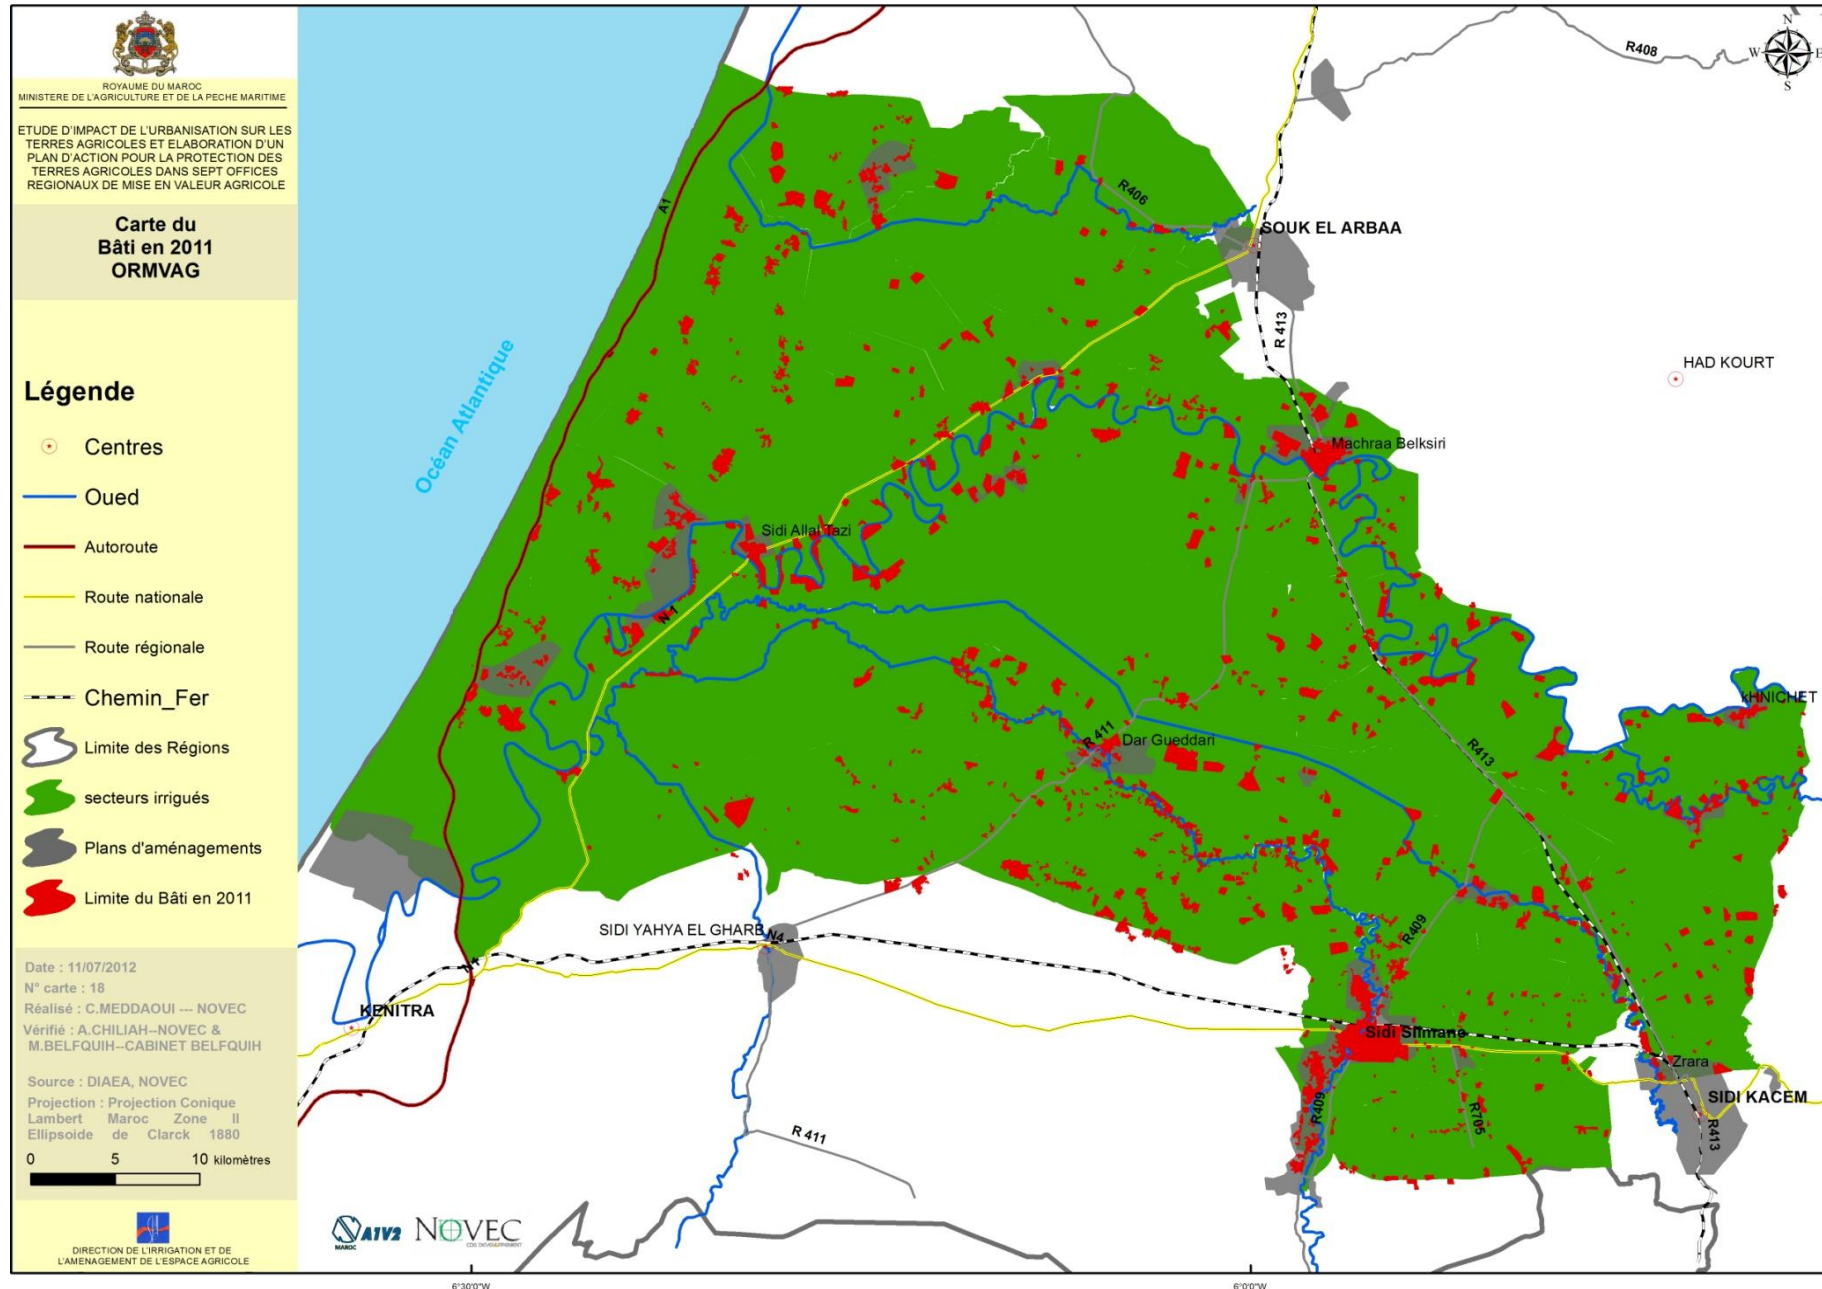 ROYAUME DU MAROC
MINISTERE DE L'AGRICULTURE ET DE LA PECHE MARITIME
ETUDE D'IMPACT DE L'URBANISATION SUR LES
TERRES AGRICOLES ET ELABORATION D'UN
PLAN D'ACTION POUR LA PROTECTION DES
TERRES AGRICOLES DANS SEPT OFFICES
REGIONAUX DE MISE EN VALEUR AGRICOLE
Carte du
Bâti en 2011
ORMVAG
Légende
Centres
Oued
Autoroute
Route nationale
Route régionale
Chemin_Fer
Limite des Régions
secteurs irrigués
Plans d'aménagements
Limite du Bâti en 2011
Date : 11/07/2012
N° carte : 18
Réalisé : C.MEDDAOUI --- NOVEC
Vérifié : A.CHILIAH--NOVEC &
M.BELFQUIH--CABINET BELFQUIH
Source : DIAEA, NOVEC
Projection : Projection Conique
Lambert Maroc Zone II
Ellipsoide de Clarck 1880
0 5 10 kilomètres
DIRECTION DE L'IRRIGATION ET DE
L'AMENAGEMENT DE L'ESPACE AGRICOLE
N
W E
S
R408
A1
R406
SOUK EL ARBAA
R 413
Océan Atlantique
HAD KOURT
Machraa Belksiri
Sidi Allal Tazi
N 1
kHNICHET
R 411
Dar Gueddari
R413
SIDI YAHYA EL GHARB
N4
R409
N4
KENITRA
Sidi Slimane
Zrara
R409
R705
SIDI KACEM
R413
R 411
A1V2
MAROC
NOVEC
6°30'0"W
6°0'0"W